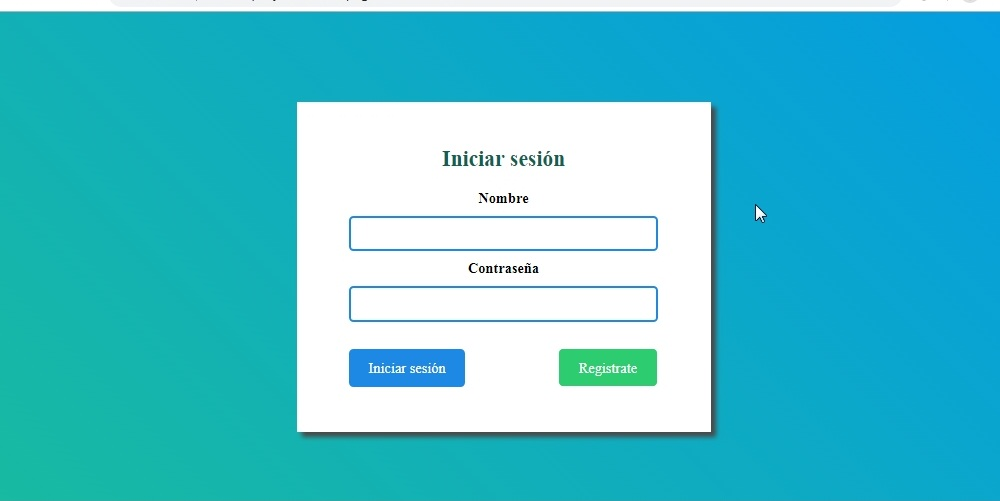 Iniciar sesión
Nombre
Contraseña
Iniciar sesión
Registrate